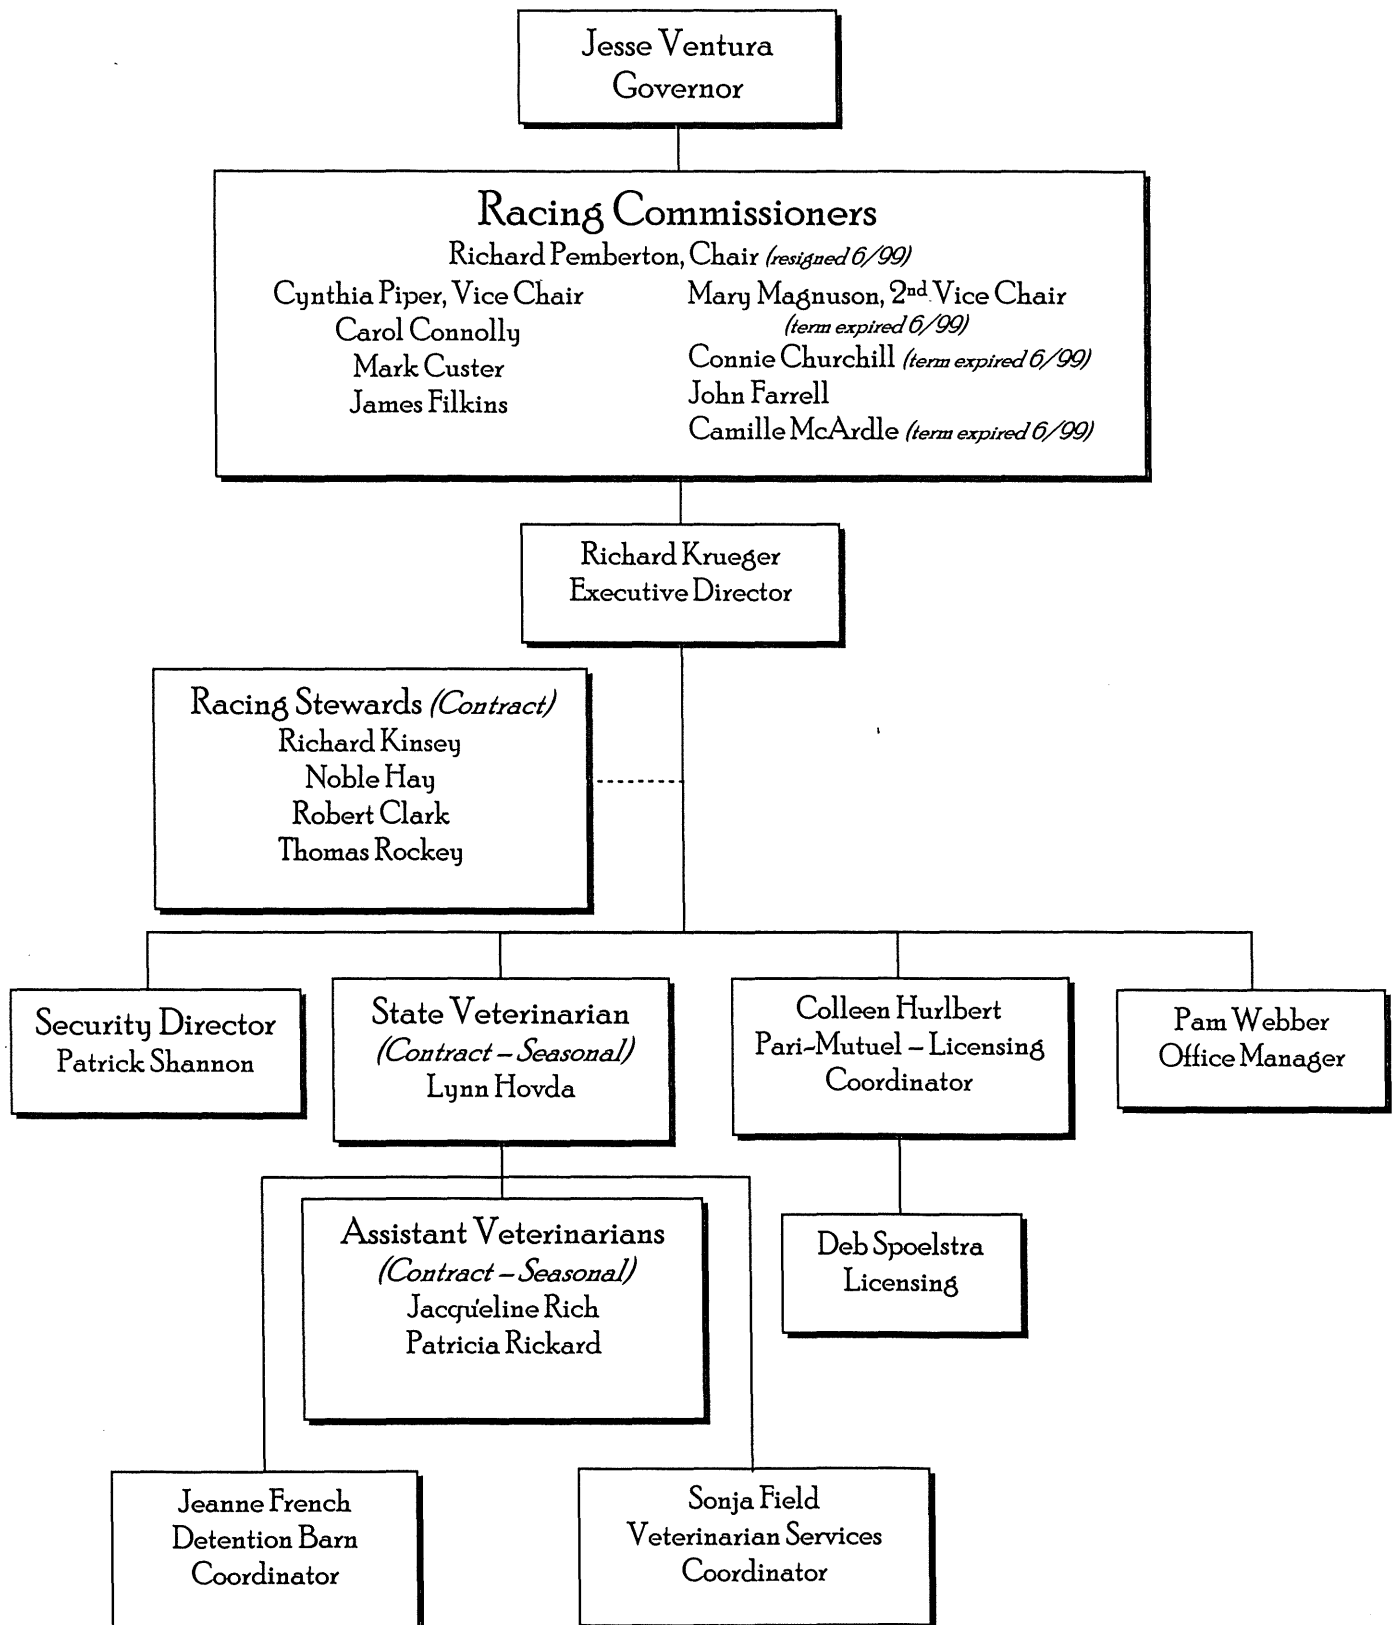 Jesse Ventura
Governor
Racing Commissioners
Richard Pemberton, Chair (resigned 6/99)
Cynthia Piper, Vice Chair
Carol Connolly
Mark Custer
James Filkins
Mary Magnuson, 2nd Vice Chair
(term expired 6/99)
Connie Churchill (term expired 6/99)
John Farrell
Camille McArdle (term expired 6/99)
Richard Krueger
Executive Director
Racing Stewards (Contract)
Richard Kinsey
Noble Hay
Robert Clark
Thomas Rockey
Security Director
Patrick Shannon
State Veterinarian
(Contract – Seasonal)
Lynn Hovda
Colleen Hurlbert
Pari-Mutuel – Licensing
Coordinator
Pam Webber
Office Manager
Assistant Veterinarians
(Contract – Seasonal)
Jacqueline Rich
Patricia Rickard
Deb Spoelstra
Licensing
Jeanne French
Detention Barn
Coordinator
Sonja Field
Veterinarian Services
Coordinator